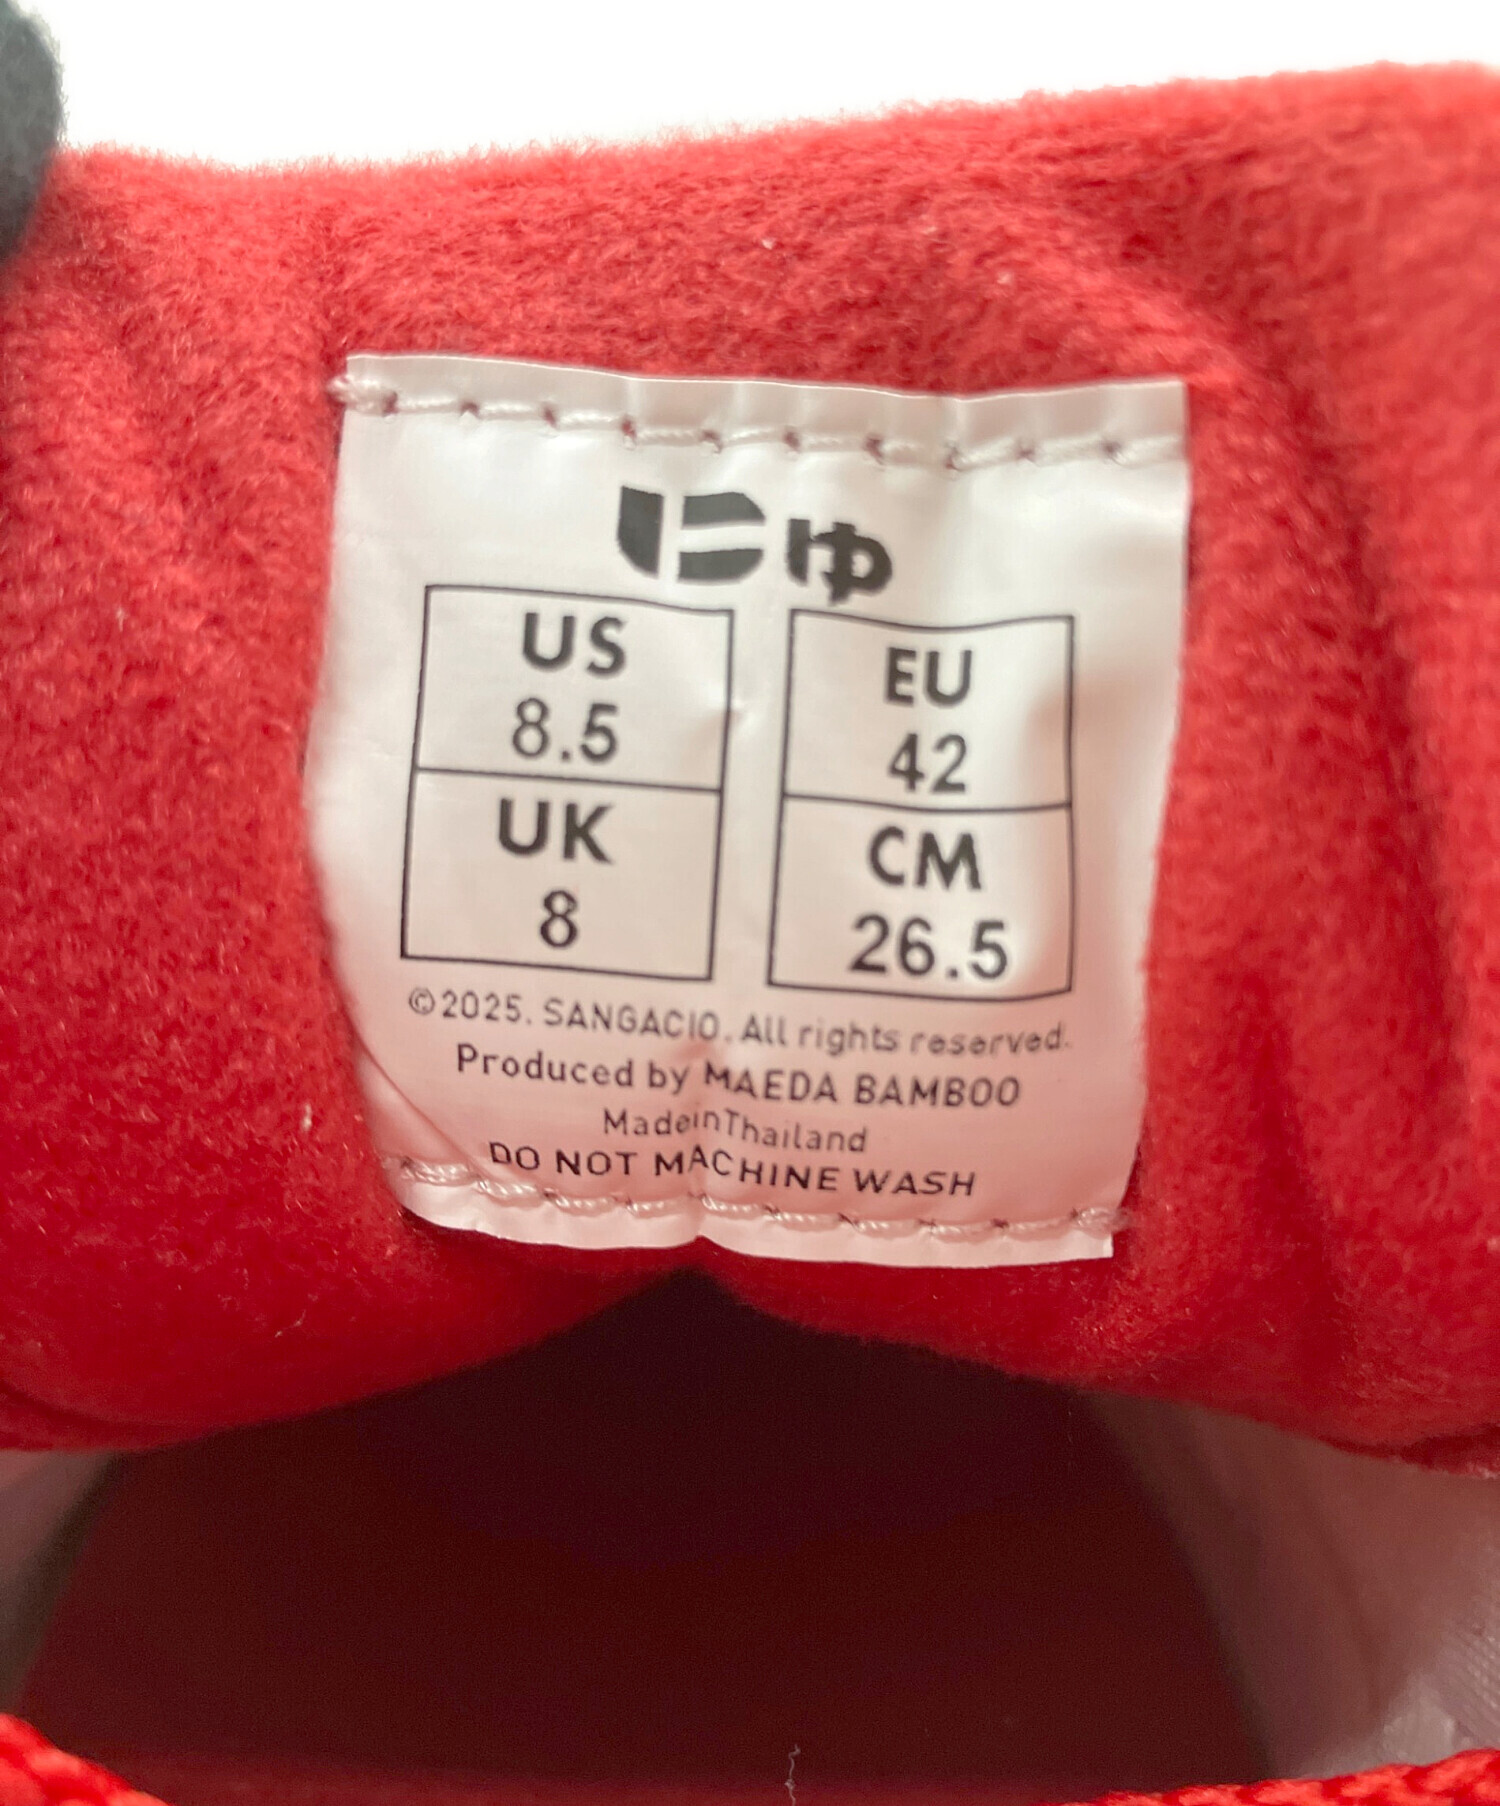 にゆ
US
8.5
UK
8
EU
42
CM
26.5
©2025. SANGACIO. All rights reserved.
Produced by MAEDA BAMBOO
MadeinThailand
DO NOT MACHINE WASH